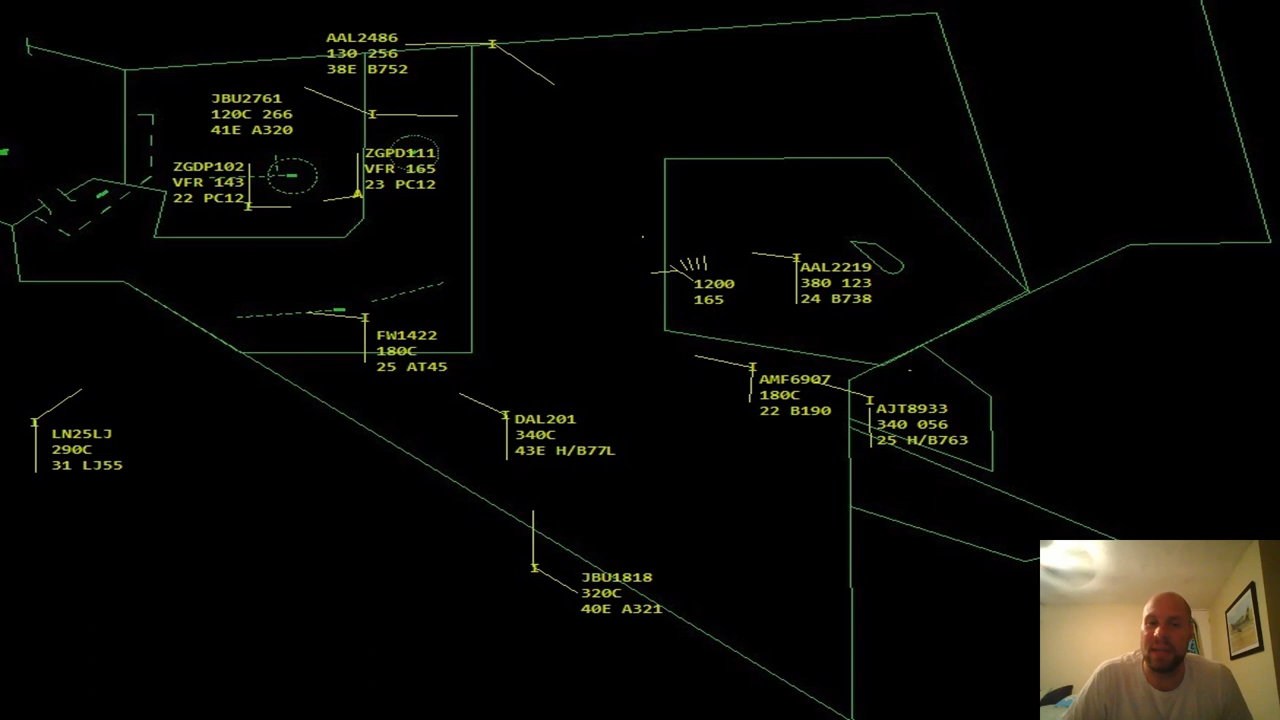 AAL2486
130 256
38E B752
JBU2761
120C 266
41E A320
ZGPD111
VFR 165
23 PC12
A
ZGDP102
VFR 143
22 PC12
I
I
I
1200
165
I
AAL2219
380 123
24 B738
I
FW1422
180C
25 AT45
I
AMF6907
180C
22 B190
I
AJT8933
340 056
25 H/B763
I
DAL201
340C
43E H/B77L
I
LN25LJ
290C
31 LJ55
I
JBU1818
320C
40E A321
I